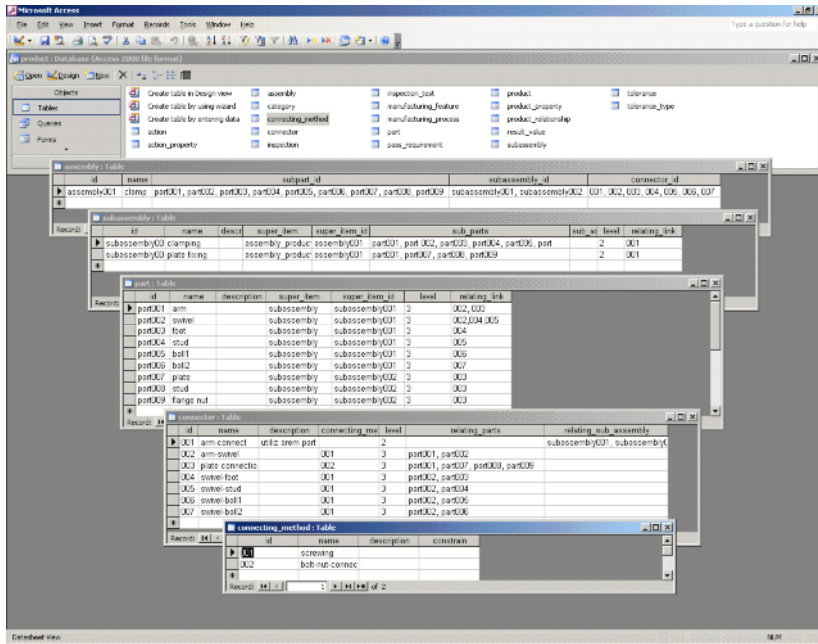 Microsoft Access
File Edit View Insert Format Records Tools Window Help
Type a question for help
product : Database (Access 2000 file format)
Open Design New
Objects
Tables
Queries
Forms
Create table in Design view
Create table by using wizard
Create table by entering data
action
action_property
assembly
category
connecting_method
connector
inspection
inspection_test
manufacturing_feature
manufacturing_process
part
pass_requirement
product
product_property
product_relationship
result_value
subassembly
tolerance
tolerance_type
assembly : Table
id name subpart_id subassembly_id connector_id
assembly001 clamp part001, part002, part003, part004, part005, part006, part007, part008, part009 subassembly001, subassembly002 001, 002, 003, 004, 005, 006, 007
Record:
subassembly : Table
id name descr super_item super_item_id sub_parts level relating_link
subassembly00 clamping assembly_produc assembly001 part001, part 002, part003, part004, part005, part 2 001
subassembly00 plate fixing assembly_produc assembly001 part001, part007, part008, part009 2 001
Record:
part : Table
id name description super_item super_item_id level relating_link
part001 arm subassembly subassembly001 3 002, 003
part002 swivel subassembly subassembly001 3 002,004,005
part003 foot subassembly subassembly001 3 004
part004 stud subassembly subassembly001 3 005
part005 ball1 subassembly subassembly001 3 006
part006 ball2 subassembly subassembly001 3 007
part007 plate subassembly subassembly002 3 003
part008 stud subassembly subassembly002 3 003
part009 flange nut subassembly subassembly002 3 003
Record:
connector : Table
id name description connecting_me level relating_parts relating_sub_assembly
001 arm-connect utiliz arem part 2 subassembly001, subassembly0
002 arm-swivel 001 3 part001, part002
003 plate connectio 002 3 part001, part007, part008, part009
004 swivel-foot 001 3 part002, part003
005 swivel-stud 001 3 part002, part004
006 swivel-ball1 001 3 part002, part005
007 swivel-ball2 001 3 part002, part006
Record:
connecting_method : Table
id name description constrain
001 screwing
002 bolt-nut-connec
Record: 1 of 2
Datasheet View
NUM